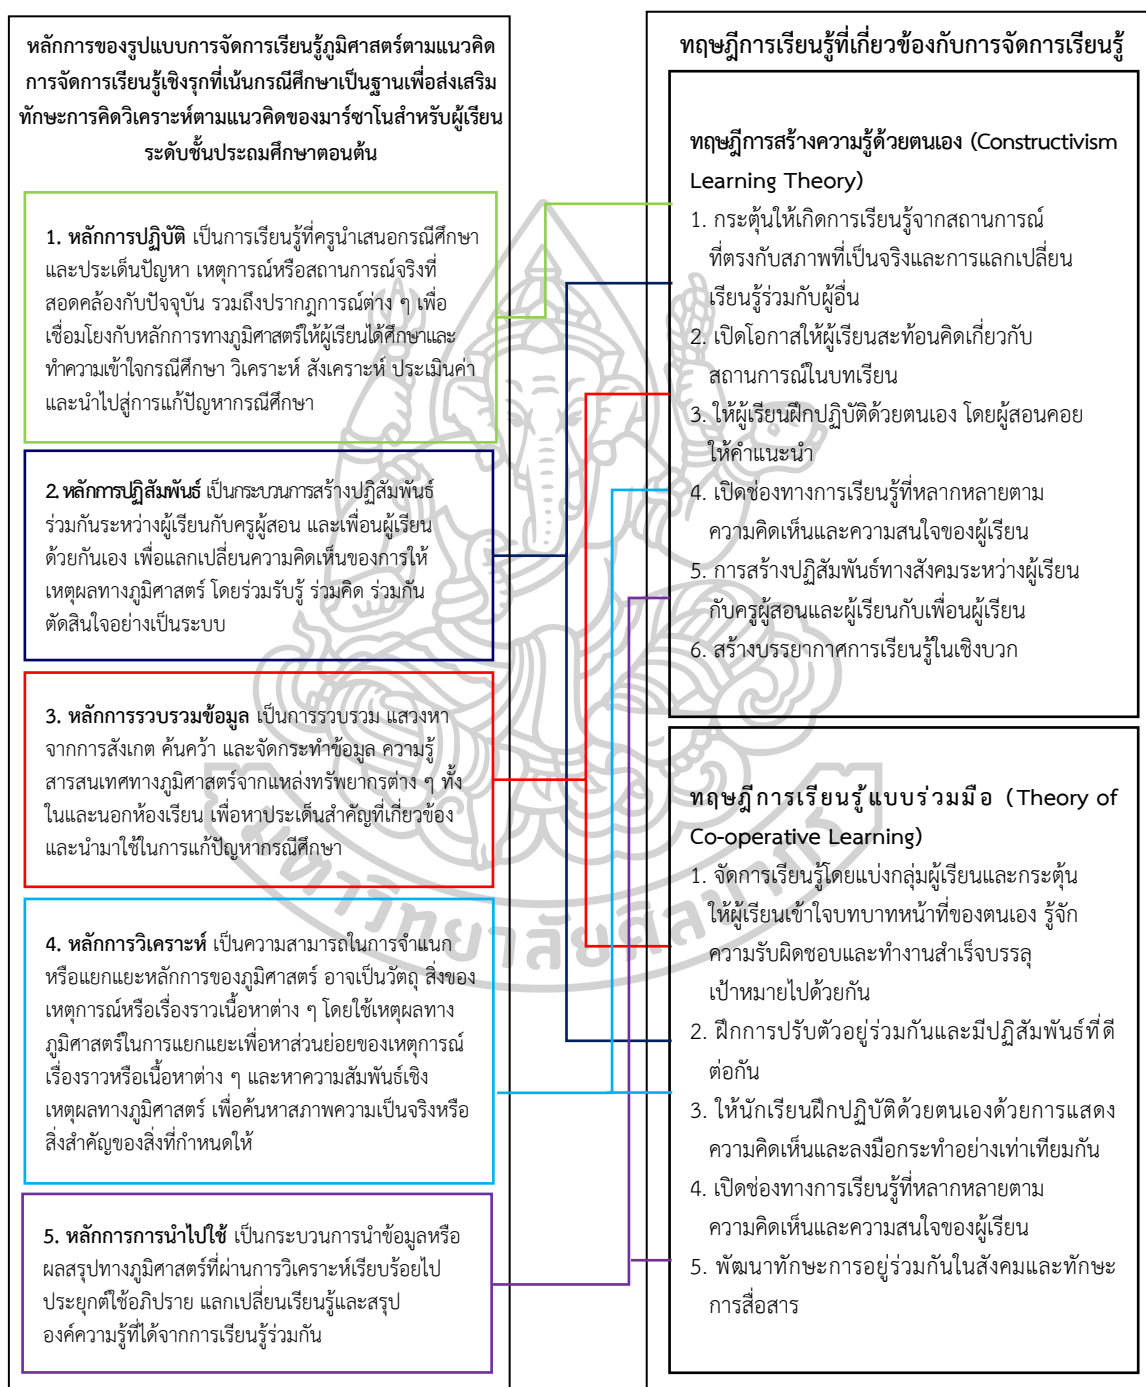 หลักการของรูปแบบการจัดการเรียนรู้ภูมิศาสตร์ตามแนวคิด
การจัดการเรียนรู้เชิงรุกที่เน้นกรณีศึกษาเป็นฐานเพื่อส่งเสริม
ทักษะการคิดวิเคราะห์ตามแนวคิดของมาร์ซาโนสำหรับผู้เรียน
ระดับชั้นประถมศึกษาตอนต้น
1. หลักการปฏิบัติ เป็นการเรียนรู้ที่ครูนำเสนอกรณีศึกษา
และประเด็นปัญหา เหตุการณ์หรือสถานการณ์จริงที่
สอดคล้องกับปัจจุบัน รวมถึงปรากฏการณ์ต่าง ๆ เพื่อ
เชื่อมโยงกับหลักการทางภูมิศาสตร์ให้ผู้เรียนได้ศึกษาและ
ทำความเข้าใจกรณีศึกษา วิเคราะห์ สังเคราะห์ ประเมินค่า
และนำไปสู่การแก้ปัญหากรณีศึกษา
2. หลักการปฏิสัมพันธ์ เป็นกระบวนการสร้างปฏิสัมพันธ์
ร่วมกันระหว่างผู้เรียนกับครูผู้สอน และเพื่อนผู้เรียน
ด้วยกันเอง เพื่อแลกเปลี่ยนความคิดเห็นของการให้
เหตุผลทางภูมิศาสตร์ โดยร่วมรับรู้ ร่วมคิด ร่วมกัน
ตัดสินใจอย่างเป็นระบบ
3. หลักการรวบรวมข้อมูล เป็นการรวบรวม แสวงหา
จากการสังเกต ค้นคว้า และจัดกระทำข้อมูล ความรู้
สารสนเทศทางภูมิศาสตร์จากแหล่งทรัพยากรต่าง ๆ ทั้ง
ในและนอกห้องเรียน เพื่อหาประเด็นสำคัญที่เกี่ยวข้อง
และนำมาใช้ในการแก้ปัญหากรณีศึกษา
4. หลักการวิเคราะห์ เป็นความสามารถในการจำแนก
หรือแยกแยะหลักการของภูมิศาสตร์ อาจเป็นวัตถุ สิ่งของ
เหตุการณ์หรือเรื่องราวเนื้อหาต่าง ๆ โดยใช้เหตุผลทาง
ภูมิศาสตร์ในการแยกแยะเพื่อหาส่วนย่อยของเหตุการณ์
เรื่องราวหรือเนื้อหาต่าง ๆ และหาความสัมพันธ์เชิง
เหตุผลทางภูมิศาสตร์ เพื่อค้นหาสภาพความเป็นจริงหรือ
สิ่งสำคัญของสิ่งที่กำหนดให้
5. หลักการการนำไปใช้ เป็นกระบวนการนำข้อมูลหรือ
ผลสรุปทางภูมิศาสตร์ที่ผ่านการวิเคราะห์เรียบร้อยไป
ประยุกต์ใช้อภิปราย แลกเปลี่ยนเรียนรู้และสรุป
องค์ความรู้ที่ได้จากการเรียนรู้ร่วมกัน
ทฤษฎีการเรียนรู้ที่เกี่ยวข้องกับการจัดการเรียนรู้
ทฤษฎีการสร้างความรู้ด้วยตนเอง (Constructivism
Learning Theory)
1. กระตุ้นให้เกิดการเรียนรู้จากสถานการณ์
ที่ตรงกับสภาพที่เป็นจริงและการแลกเปลี่ยน
เรียนรู้ร่วมกับผู้อื่น
2. เปิดโอกาสให้ผู้เรียนสะท้อนคิดเกี่ยวกับ
สถานการณ์ในบทเรียน
3. ให้ผู้เรียนฝึกปฏิบัติด้วยตนเอง โดยผู้สอนคอย
ให้คำแนะนำ
4. เปิดช่องทางการเรียนรู้ที่หลากหลายตาม
ความคิดเห็นและความสนใจของผู้เรียน
5. การสร้างปฏิสัมพันธ์ทางสังคมระหว่างผู้เรียน
กับครูผู้สอนและผู้เรียนกับเพื่อนผู้เรียน
6. สร้างบรรยากาศการเรียนรู้ในเชิงบวก
ทฤษฎีการเรียนรู้แบบร่วมมือ (Theory of
Co-operative Learning)
1. จัดการเรียนรู้โดยแบ่งกลุ่มผู้เรียนและกระตุ้น
ให้ผู้เรียนเข้าใจบทบาทหน้าที่ของตนเอง รู้จัก
ความรับผิดชอบและทำงานสำเร็จบรรลุ
เป้าหมายไปด้วยกัน
2. ฝึกการปรับตัวอยู่ร่วมกันและมีปฏิสัมพันธ์ที่ดี
ต่อกัน
3. ให้นักเรียนฝึกปฏิบัติด้วยตนเองด้วยการแสดง
ความคิดเห็นและลงมือกระทำอย่างเท่าเทียมกัน
4. เปิดช่องทางการเรียนรู้ที่หลากหลายตาม
ความคิดเห็นและความสนใจของผู้เรียน
5. พัฒนาทักษะการอยู่ร่วมกันในสังคมและทักษะ
การสื่อสาร
มหาวิทยาลัยศิลปากร